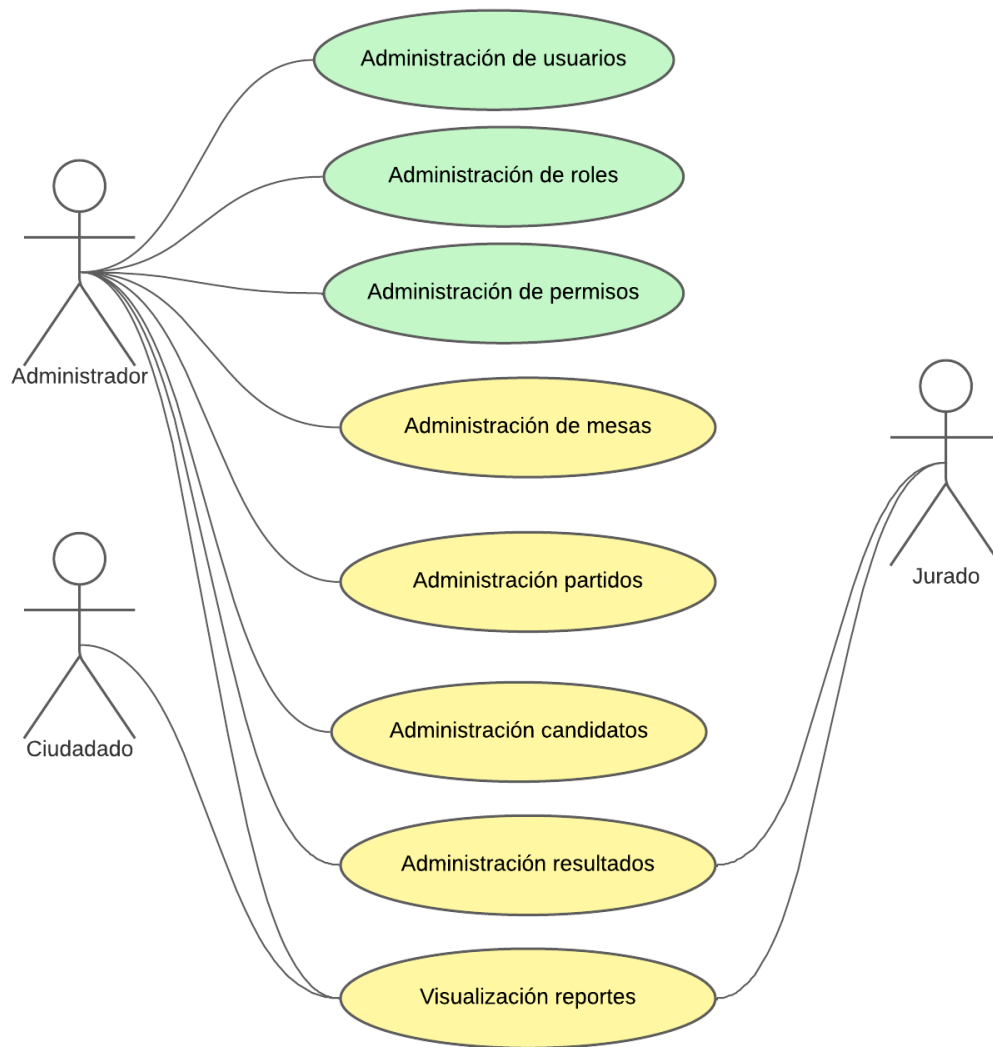 Administración de usuarios
Administración de roles
Administración de permisos
Administrador
Administración de mesas
Jurado
Administración partidos
Ciudadado
Administración candidatos
Administración resultados
Visualización reportes